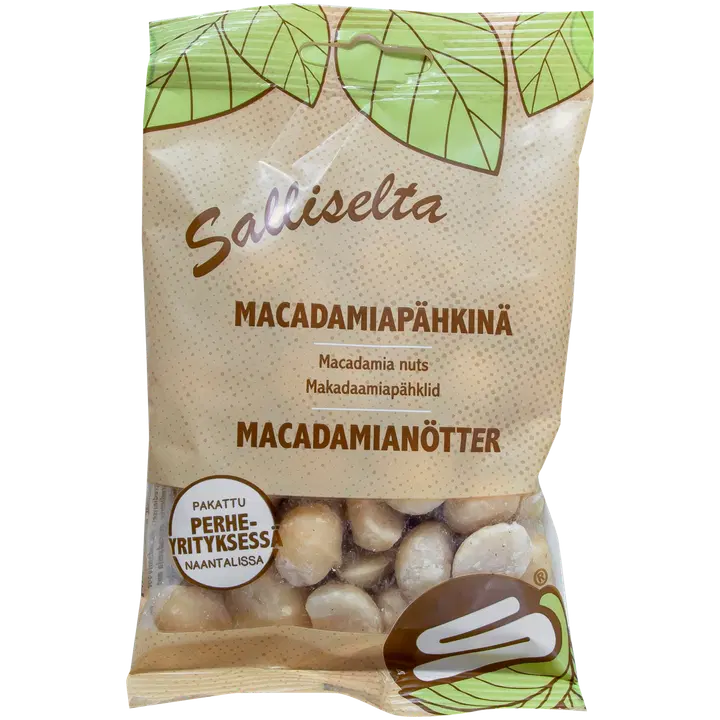 Salliselta
MACADAMIAPÄHKINÄ
Macadamia nuts
Makadaamiapähklid
MACADAMIANÖTTER
PAKATTU
PERHE-
YRITYKSESSÄ
NAANTALISSA
®